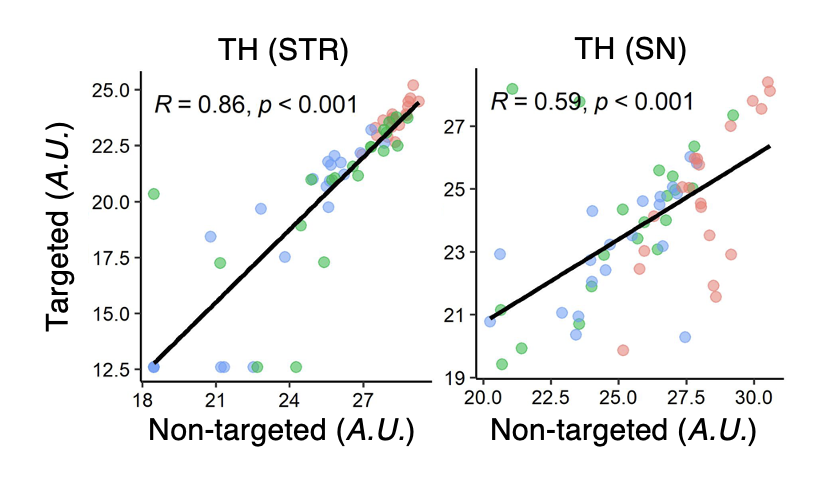 TH (STR)
R = 0.86, p < 0.001
Targeted (A.U.)
25.0
22.5
20.0
17.5
15.0
12.5
18 21 24 27
Non-targeted (A.U.)
TH (SN)
R = 0.59, p < 0.001
27
25
23
21
19
20.0 22.5 25.0 27.5 30.0
Non-targeted (A.U.)